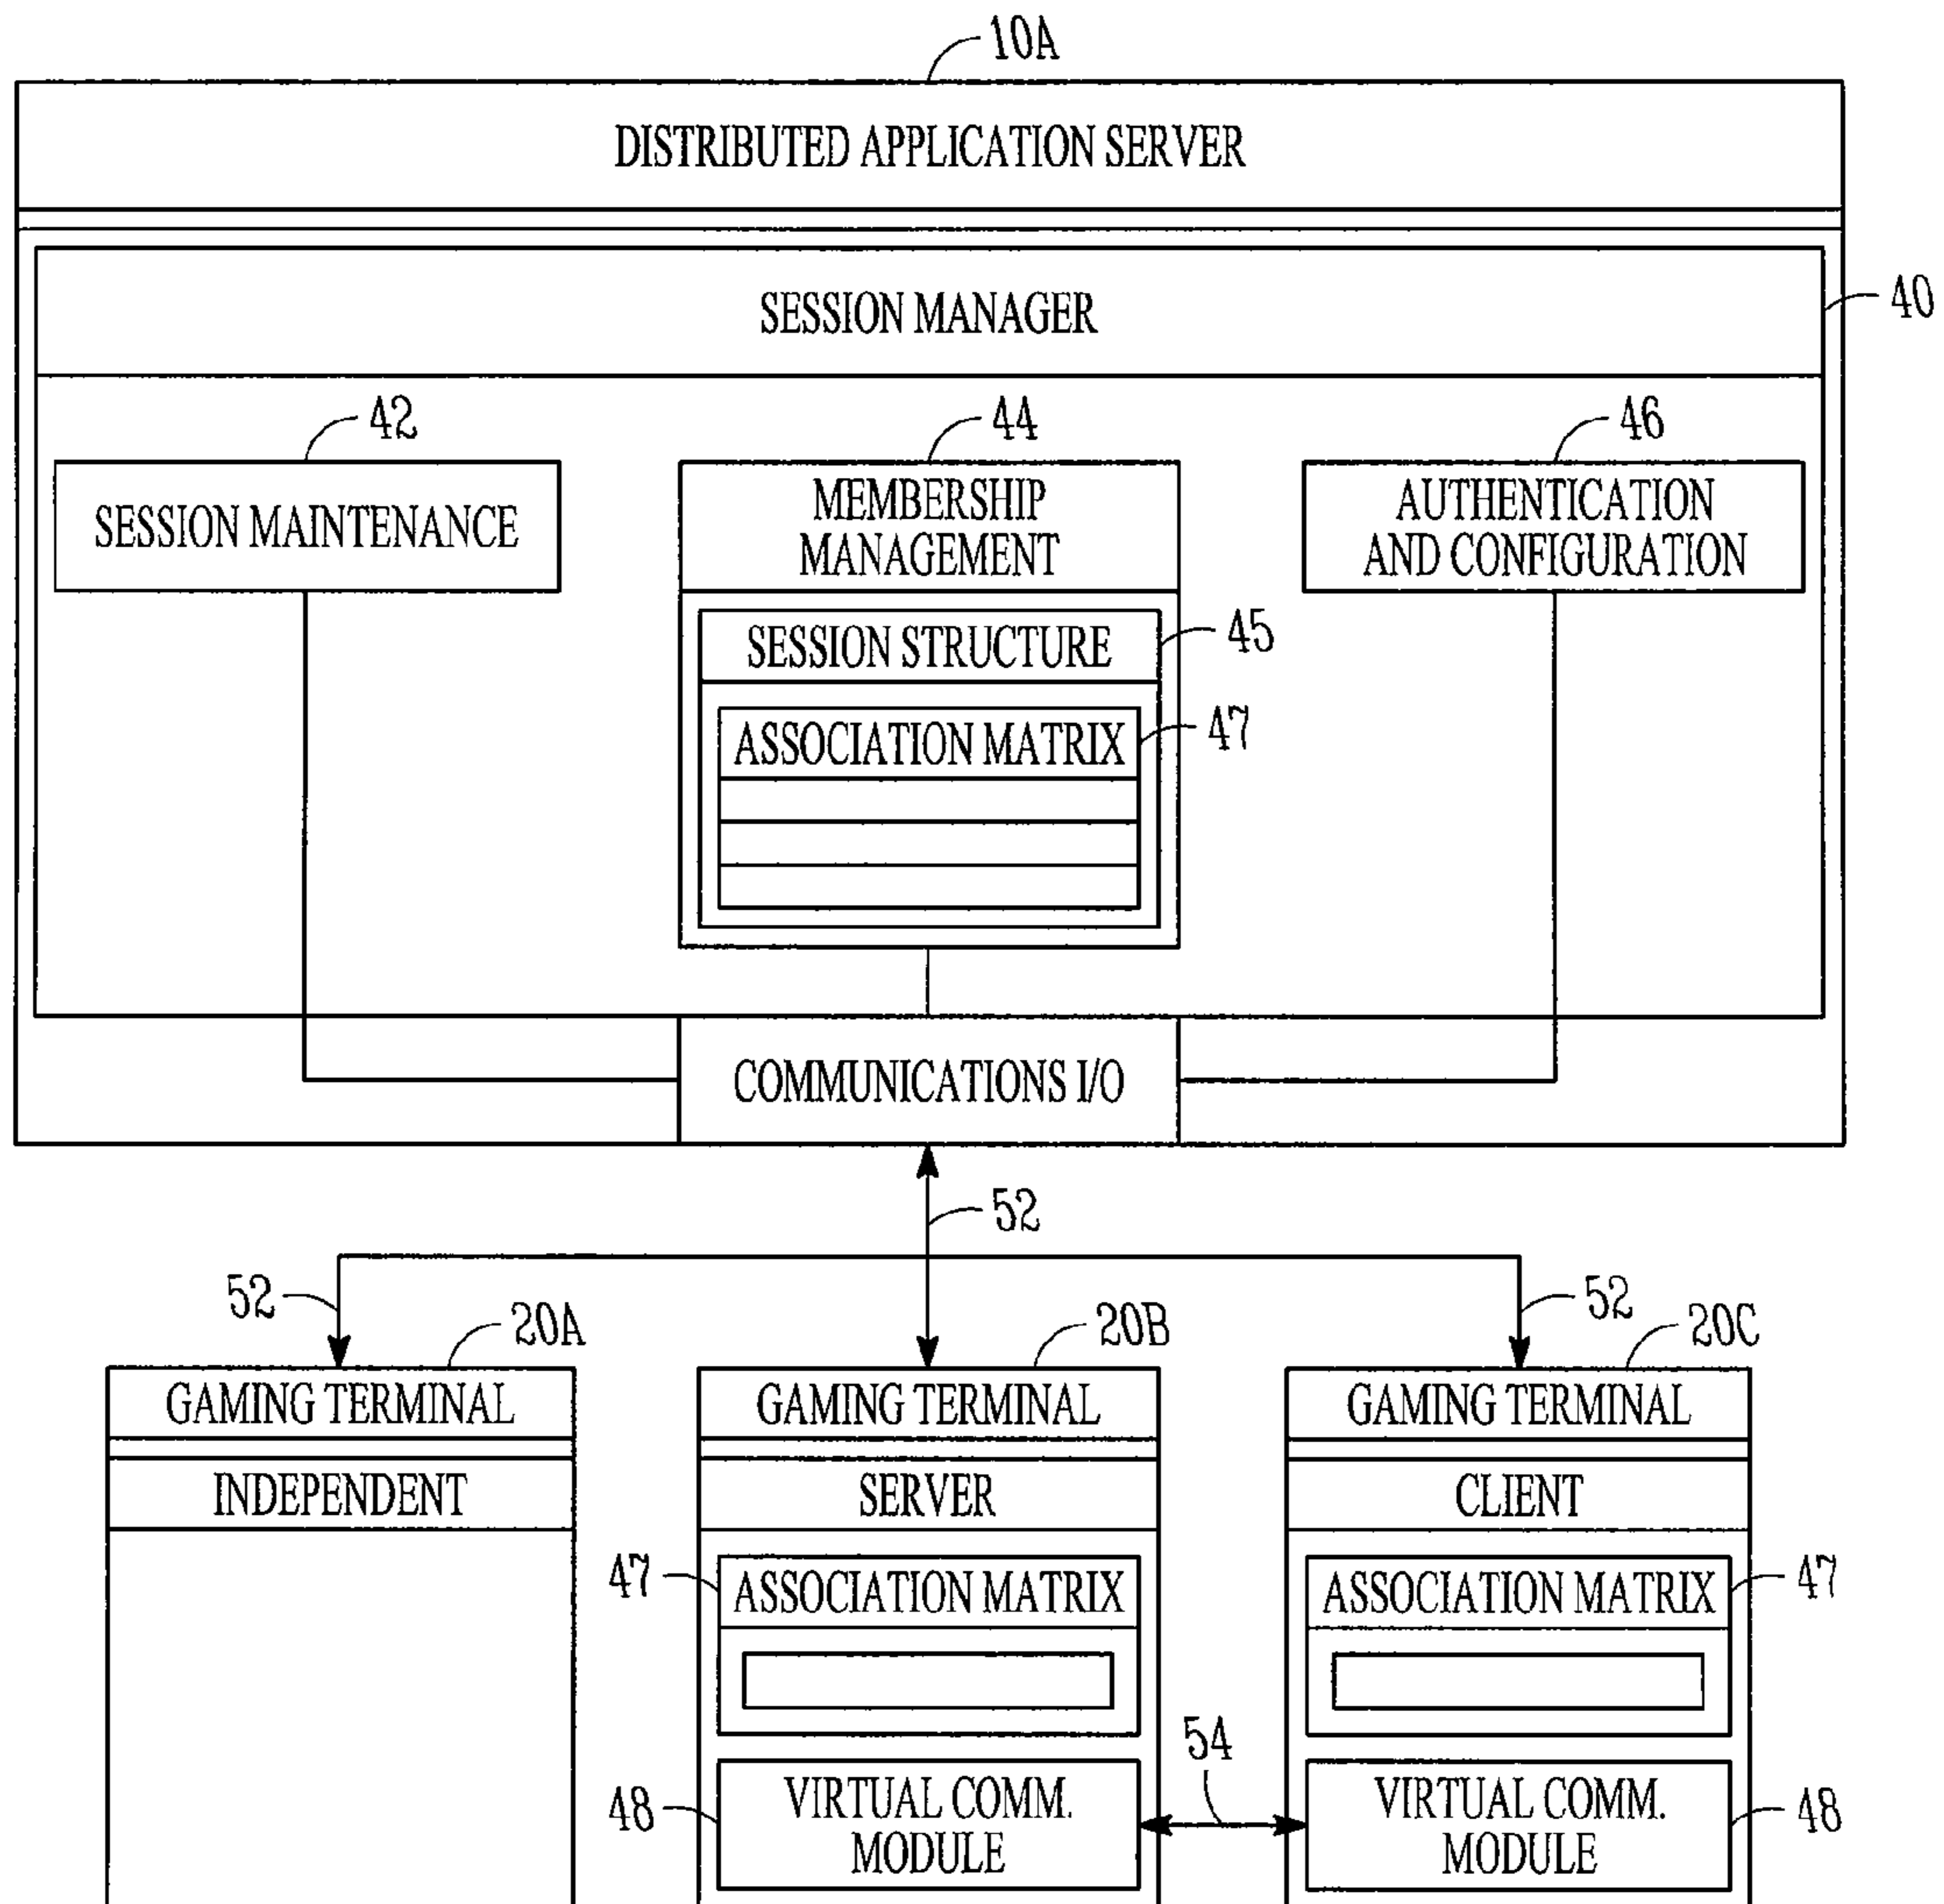 10A
DISTRIBUTED APPLICATION SERVER
SESSION MANAGER
40
42
44
46
SESSION MAINTENANCE
MEMBERSHIP
MANAGEMENT
AUTHENTICATION
AND CONFIGURATION
SESSION STRUCTURE
45
ASSOCIATION MATRIX
47
COMMUNICATIONS I/O
52
52
52
20A
20B
20C
GAMING TERMINAL
GAMING TERMINAL
GAMING TERMINAL
INDEPENDENT
SERVER
CLIENT
47
ASSOCIATION MATRIX
ASSOCIATION MATRIX
47
54
48
VIRTUAL COMM.
MODULE
VIRTUAL COMM.
MODULE
48